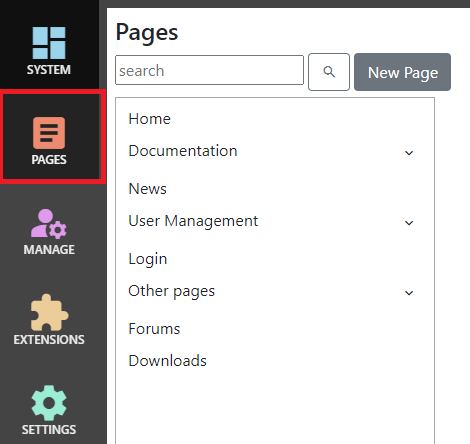 SYSTEM
PAGES
MANAGE
EXTENSIONS
SETTINGS
Pages
search
New Page
Home
Documentation
News
User Management
Login
Other pages
Forums
Downloads